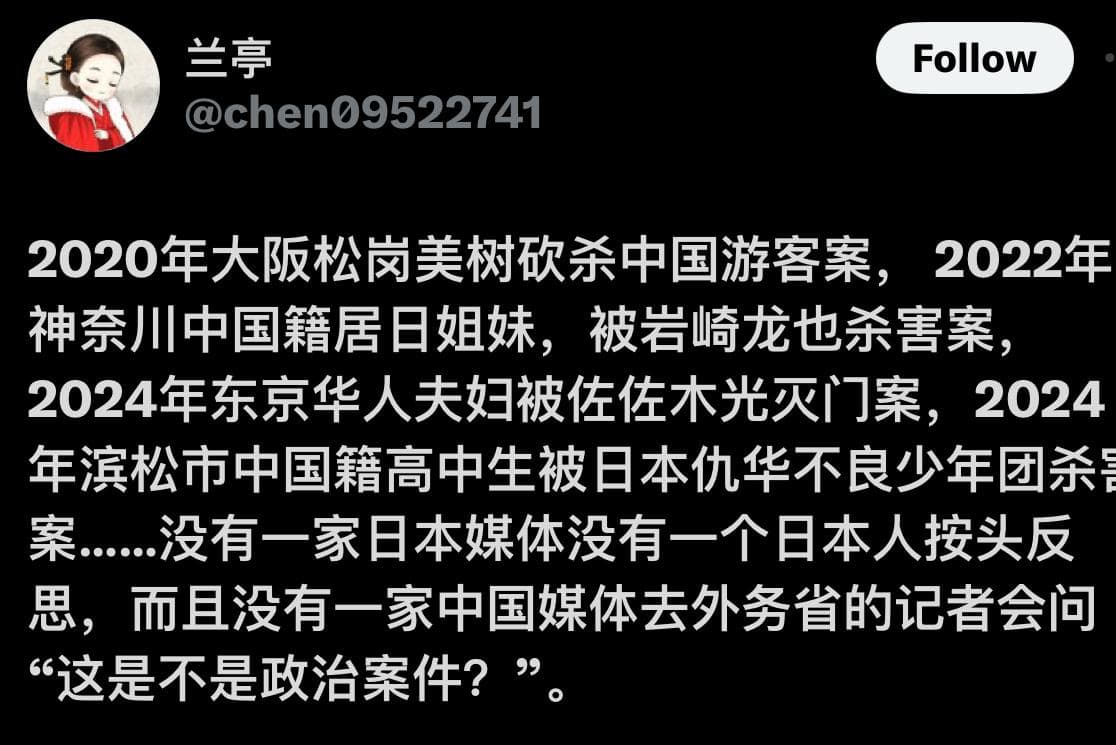 兰亭
Follow
@chen09522741
2020年大阪松岗美树砍杀中国游客案， 2022年
神奈川中国籍居日姐妹，被岩崎龙也杀害案，
2024年东京华人夫妇被佐佐木光灭门案，2024
年滨松市中国籍高中生被日本仇华不良少年团杀害
案……没有一家日本媒体没有一个日本人按头反
思，而且没有一家中国媒体去外务省的记者会问
“这是不是政治案件？”。